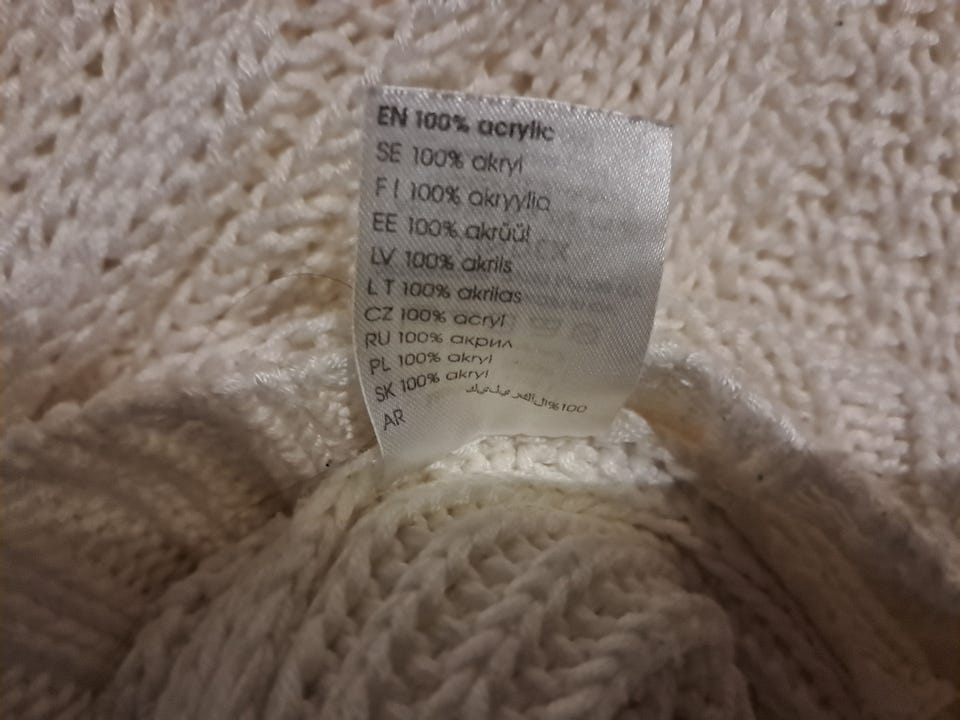 EN 100% acrylic
SE 100% akryl
FI 100% akryylia
EE 100% akrüül
LV 100% akrils
LT 100% akrilas
CZ 100% acryl
RU 100% акрил
PL 100% akryl
SK 100% akryl
AR 100%